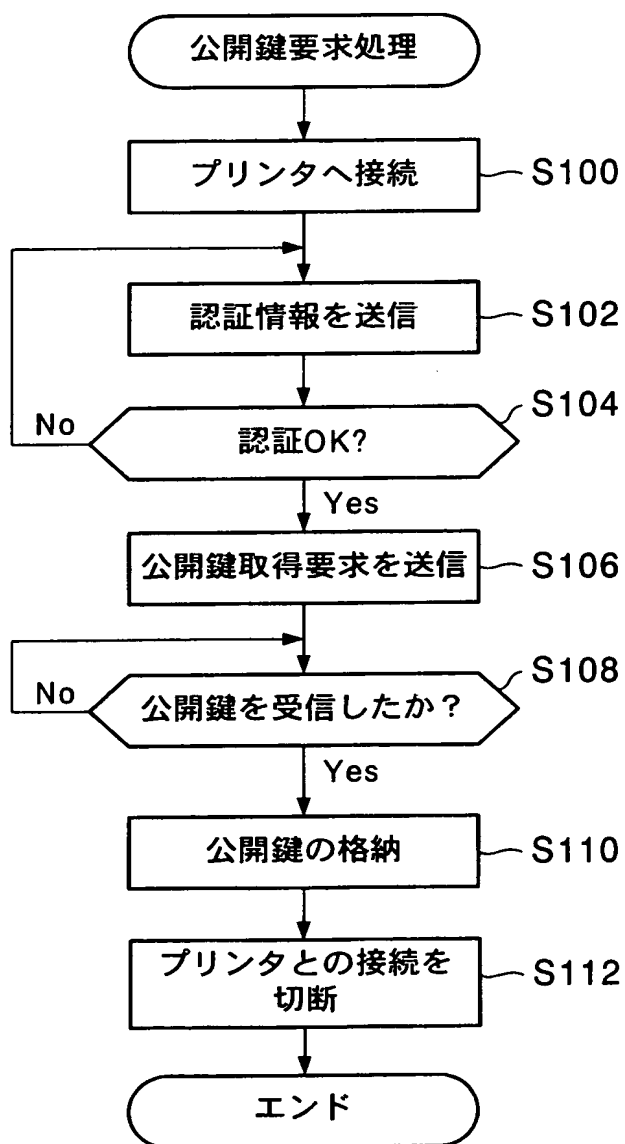 公開鍵要求処理
プリンタへ接続
S100
認証情報を送信
S102
S104
No
認証OK?
Yes
公開鍵取得要求を送信
S106
S108
No
公開鍵を受信したか？
Yes
公開鍵の格納
S110
プリンタとの接続を
切断
S112
エンド